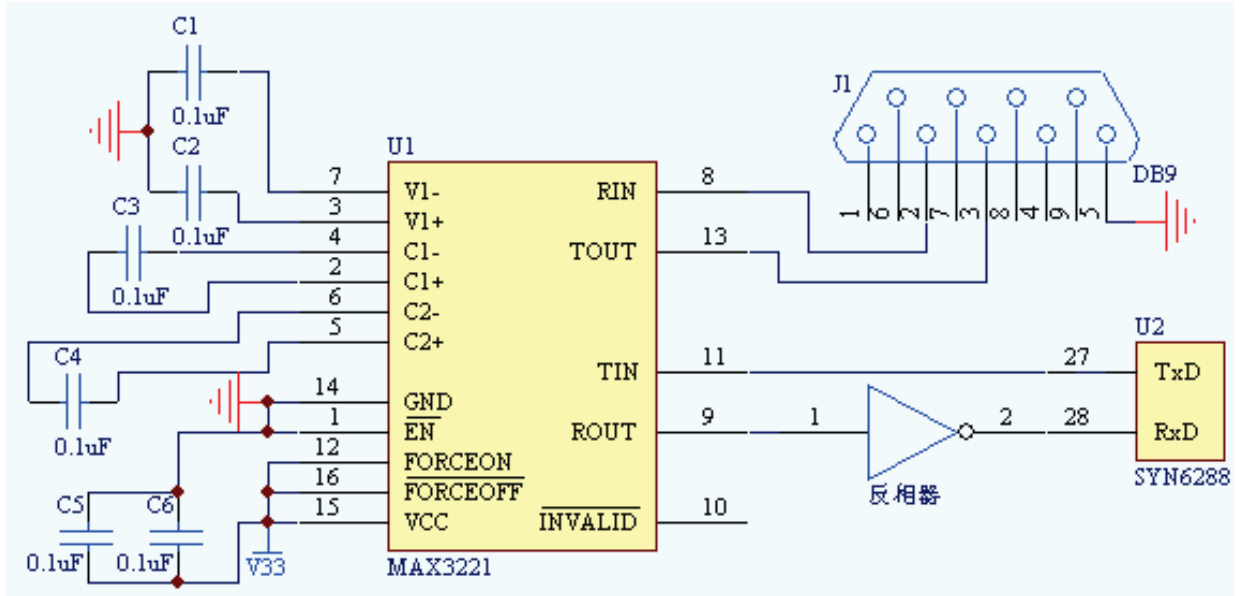 C1
0.1uF
C2
0.1uF
C3
0.1uF
C4
0.1uF
C5
0.1uF
C6
0.1uF
V33
U1
7 V1-
3 V1+
4 C1-
2 C1+
6 C2-
5 C2+
14 GND
1 EN
12 FORCEON
16 FORCEOFF
15 VCC
RIN 8
TOUT 13
TIN 11
ROUT 9
INVALID 10
MAX3221
J1
DB9
1 6 2 7 3 8 4 9 5
1
2
反相器
U2
27 TxD
28 RxD
SYN6288